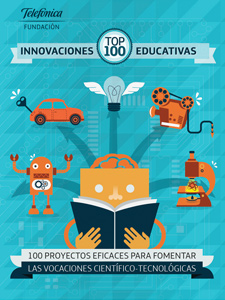 Telefónica
FUNDACIÓN
INNOVACIONES TOP 100 EDUCATIVAS
100 PROYECTOS EFICACES PARA FOMENTAR
LAS VOCACIONES CIENTÍFICO-TECNOLÓGICAS